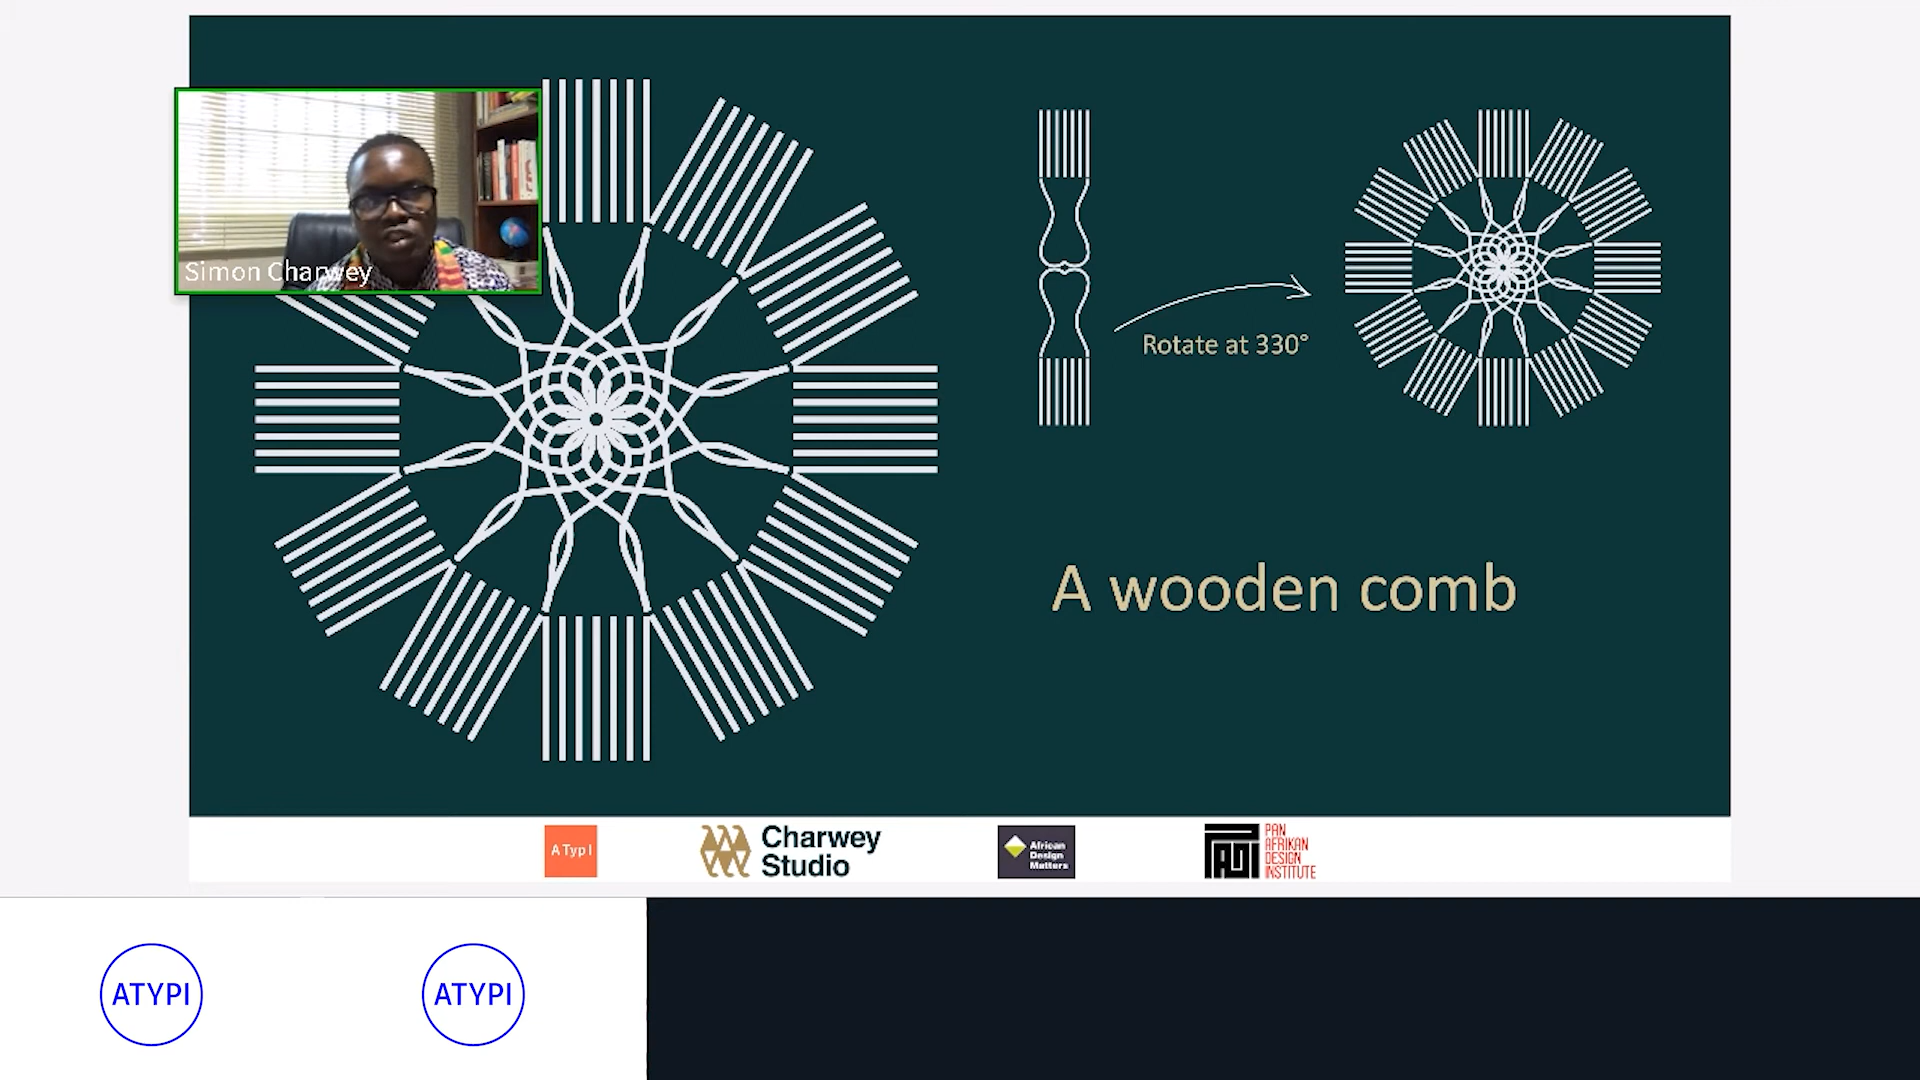 Simon Charwey
Rotate at 330°
A wooden comb
ATypI
Charwey
Studio
African
Design
Matters
PADI
PAN
AFRIKAN
DESIGN
INSTITUTE
ATYPI
ATYPI